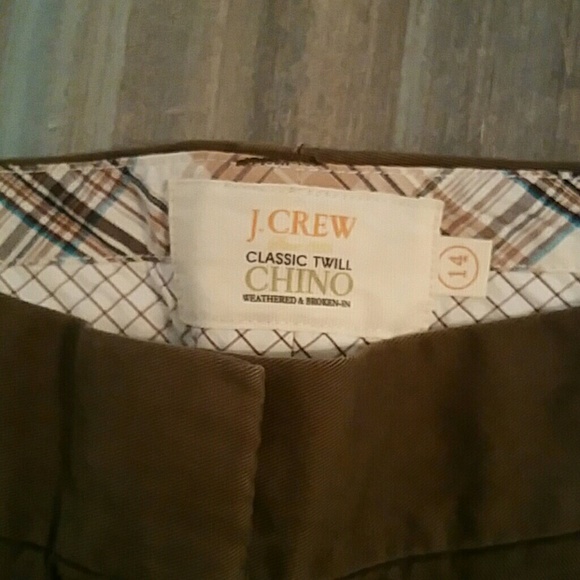 J.CREW
CLASSIC TWILL
CHINO
WEATHERED & BROKEN-IN
14